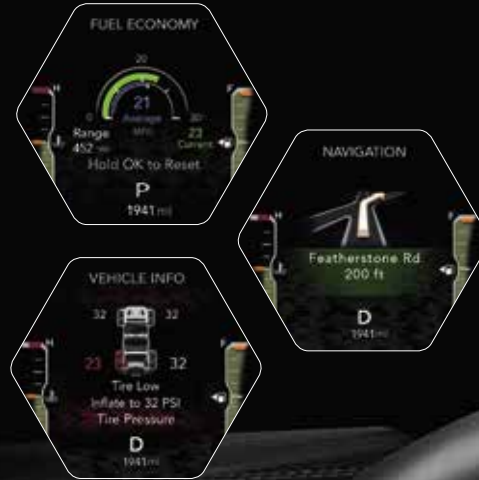 FUEL ECONOMY
20
0 21 30
Average
Range MPG 23
452 mi Current
Hold OK to Reset
P
1941 mi
H F
NAVIGATION
H F
Featherstone Rd
200 ft
D
1941 mi
VEHICLE INFO
32 32
H F
23 32
Tire Low
Inflate to 32 PSI
Tire Pressure
D
1941 mi